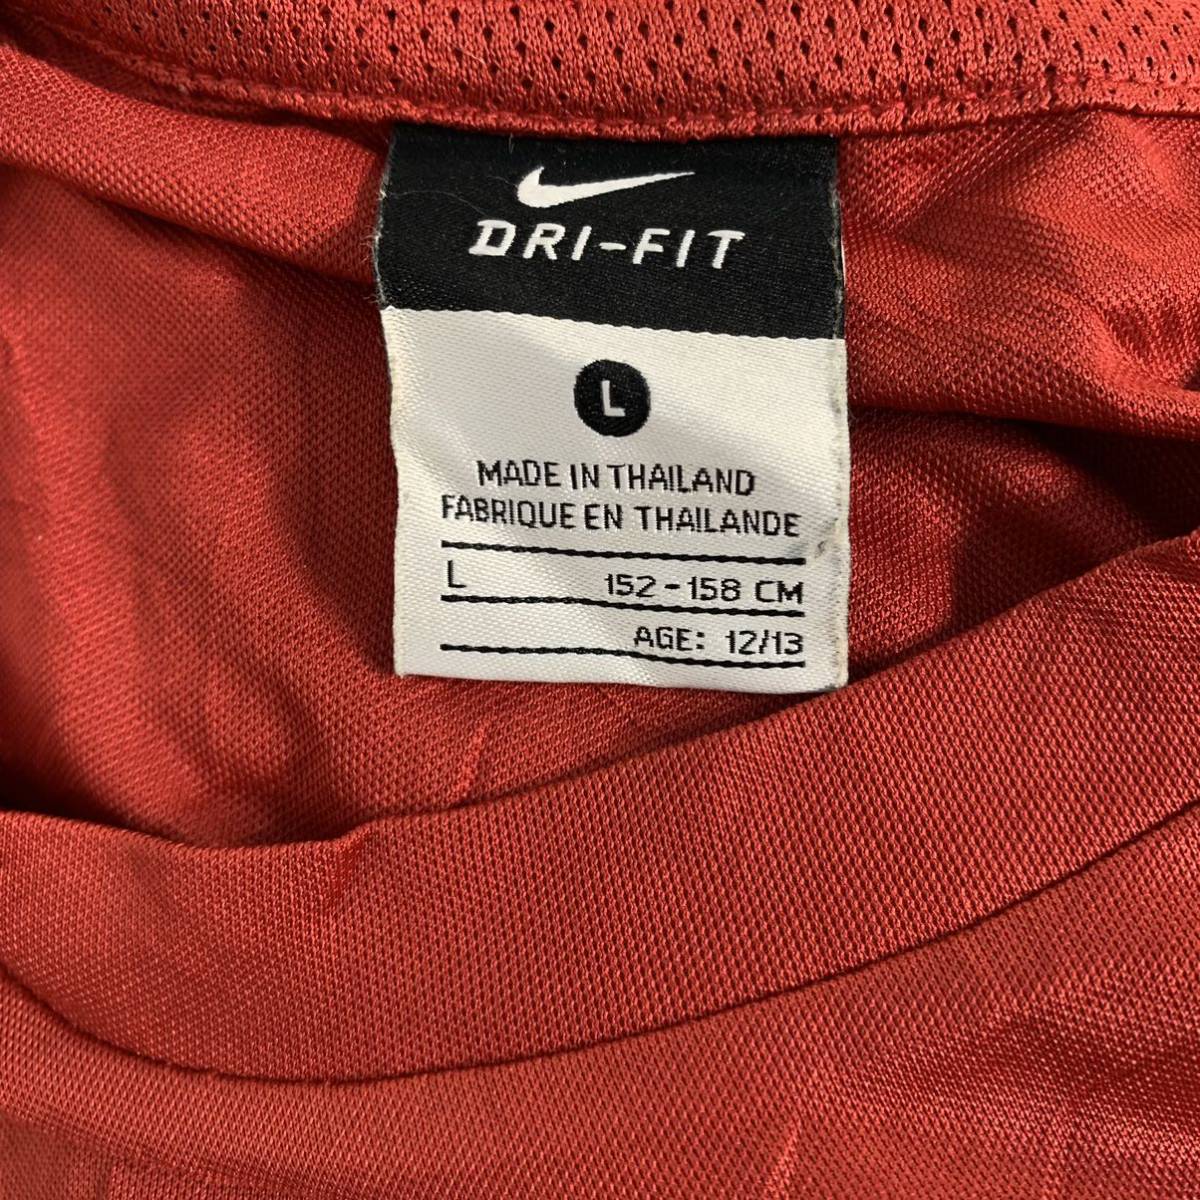 DRI-FIT
L
MADE IN THAILAND
FABRIQUE EN THAILANDE
L 152-158 CM
AGE: 12/13